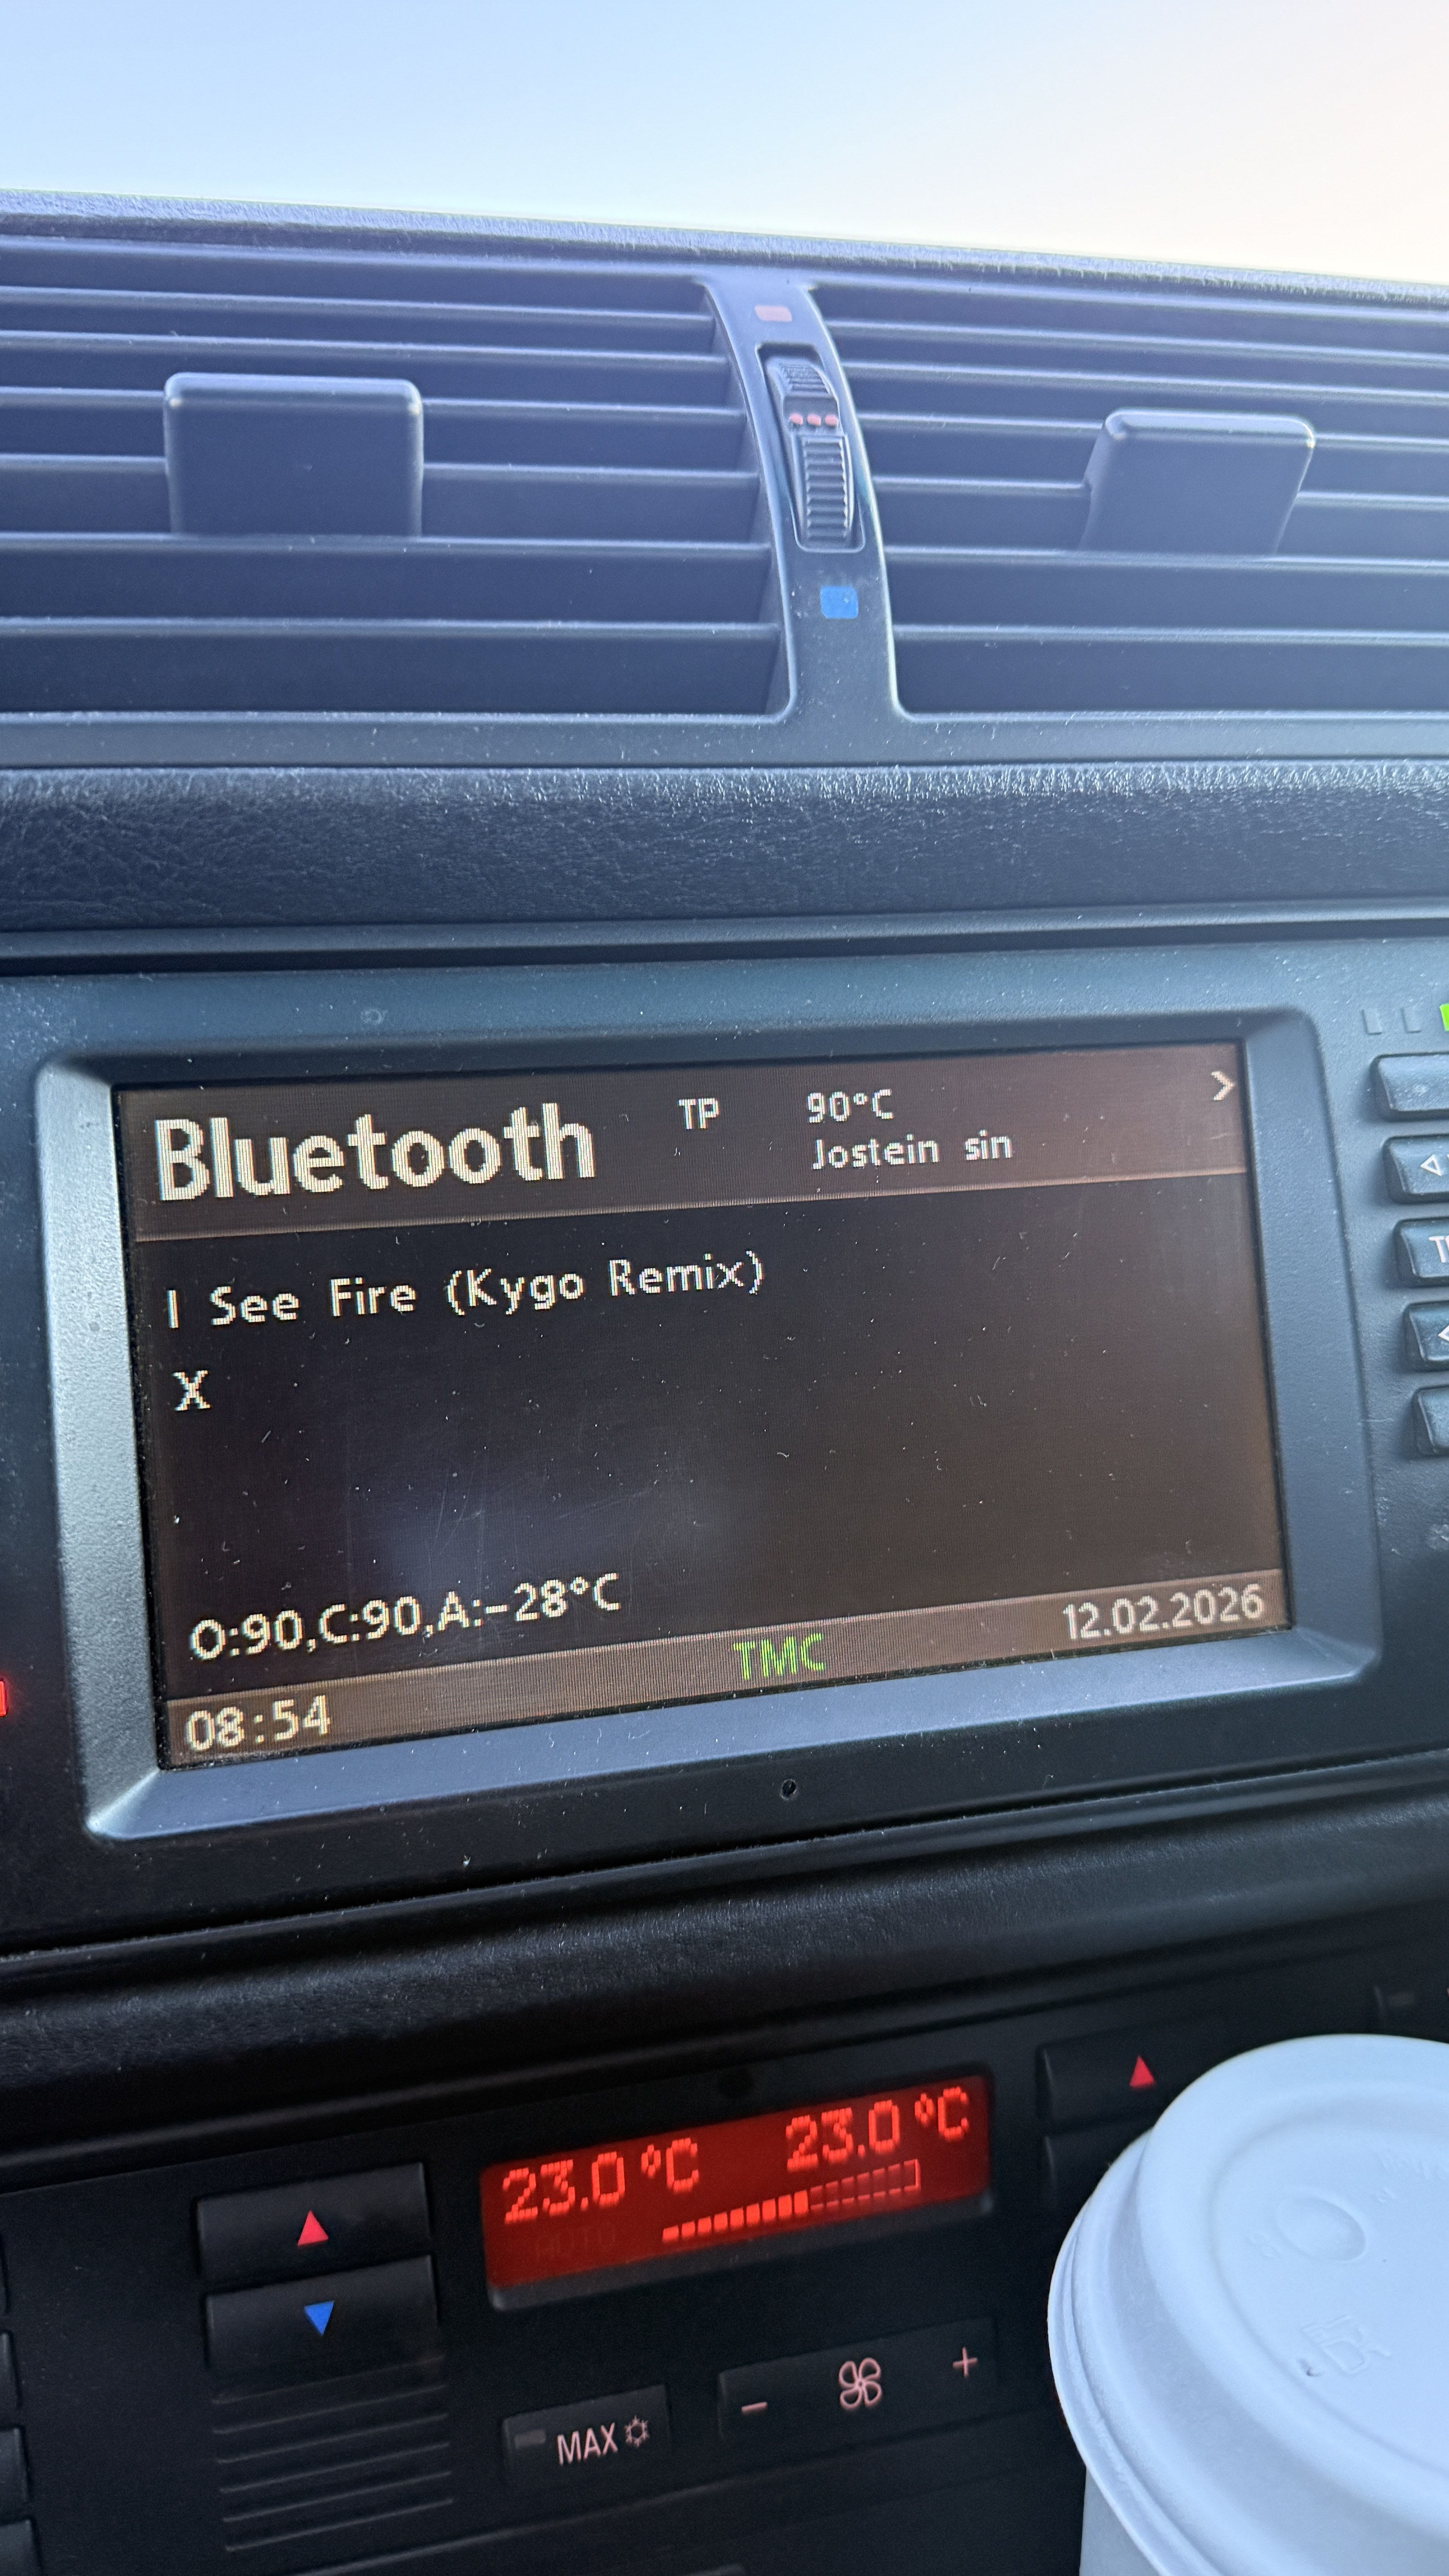 Bluetooth TP 90°C >
Jostein sin
I See Fire (Kygo Remix)
X
O:90,C:90,A:-28°C
TMC 12.02.2026
08:54
23.0 °C 23.0 °C
AUTO
MAX
- +